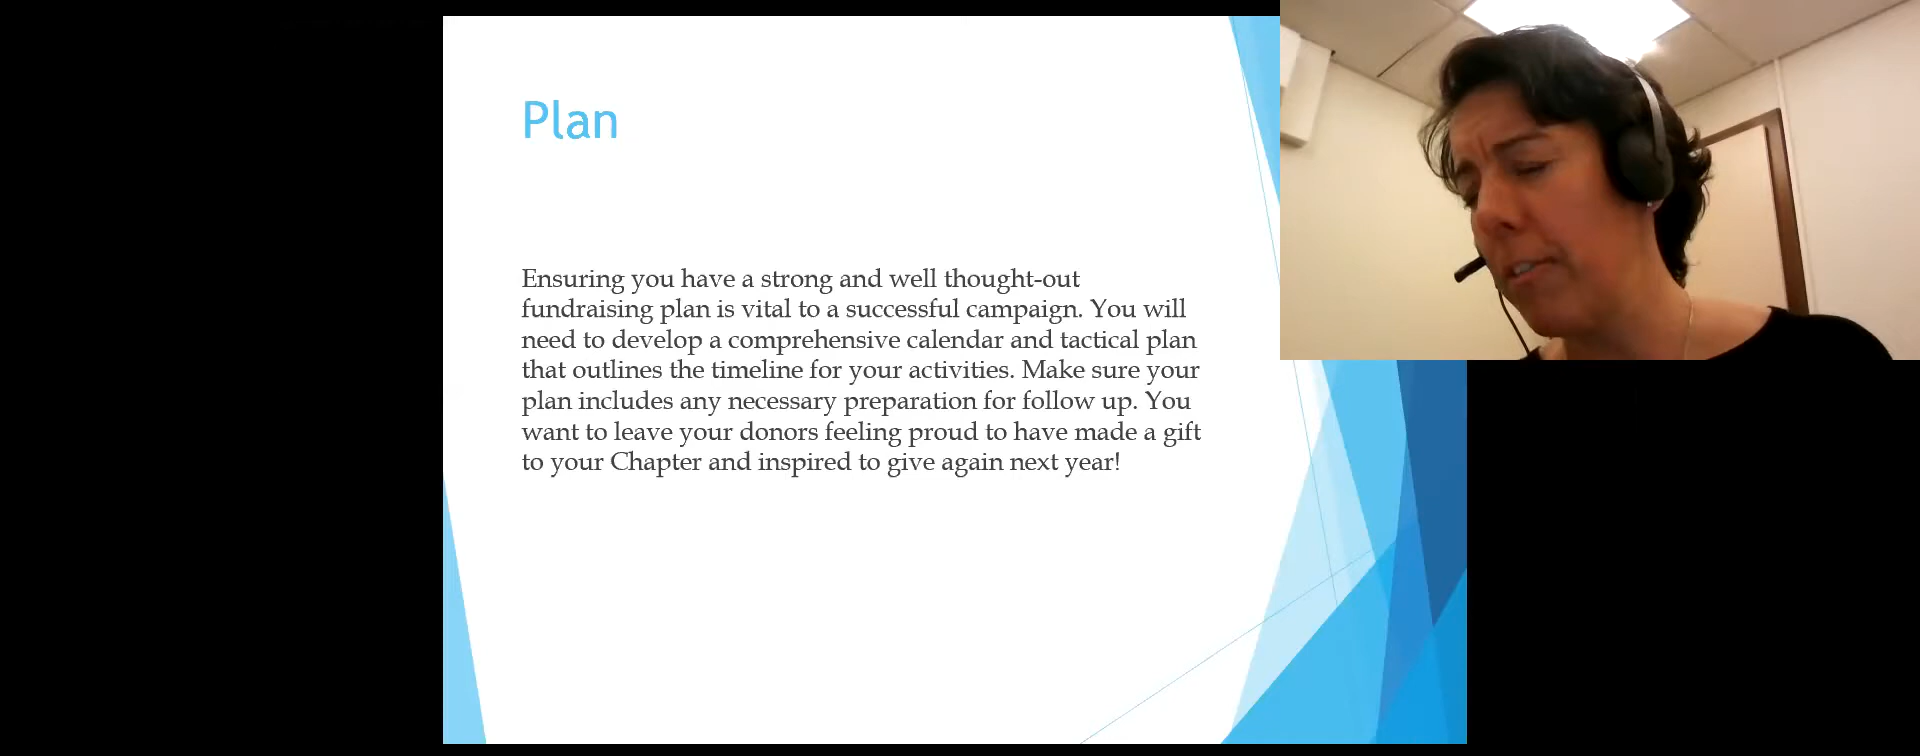 Plan
Ensuring you have a strong and well thought-out
fundraising plan is vital to a successful campaign. You will
need to develop a comprehensive calendar and tactical plan
that outlines the timeline for your activities. Make sure your
plan includes any necessary preparation for follow up. You
want to leave your donors feeling proud to have made a gift
to your Chapter and inspired to give again next year!